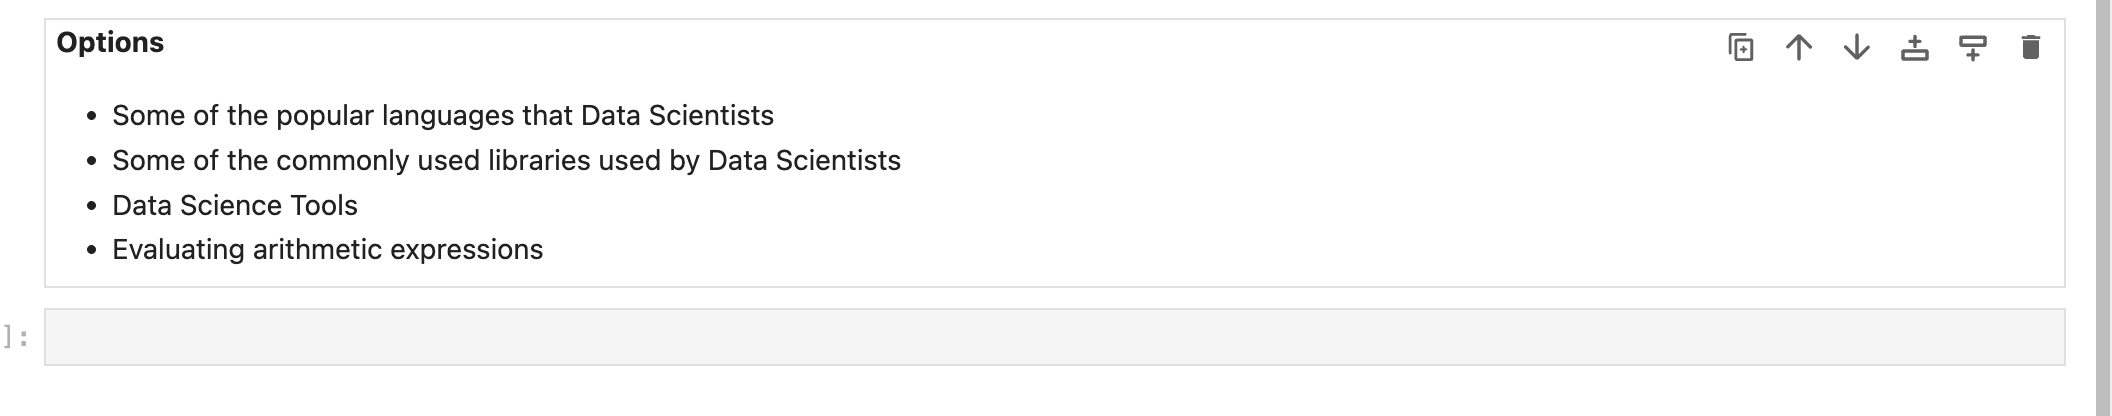 Options
• Some of the popular languages that Data Scientists
• Some of the commonly used libraries used by Data Scientists
• Data Science Tools
• Evaluating arithmetic expressions
]: